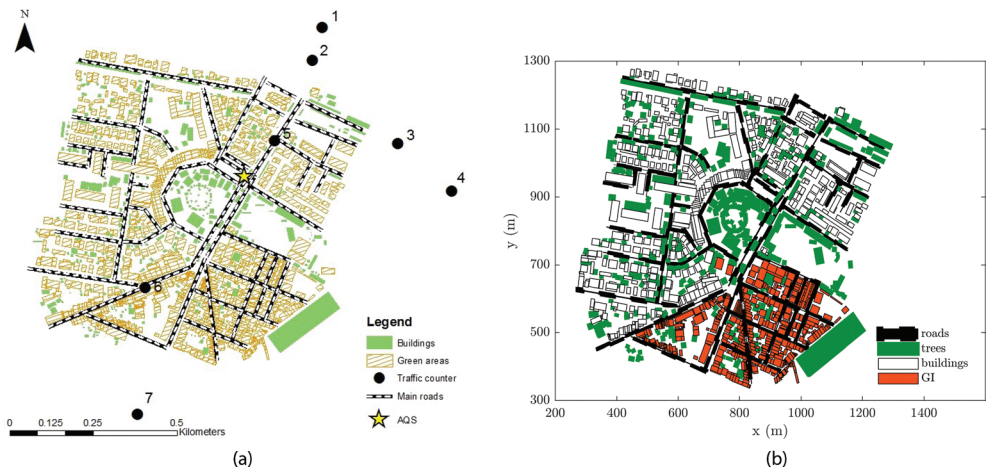 N
1
2
3
4
5
6
7
Legend
Buildings
Green areas
Traffic counter
Main roads
AQS
0 0.125 0.25 0.5
Kilometers
(a)
1300
1100
900
700
500
300
y (m)
200 400 600 800 1000 1200 1400
x (m)
roads
trees
buildings
GI
(b)